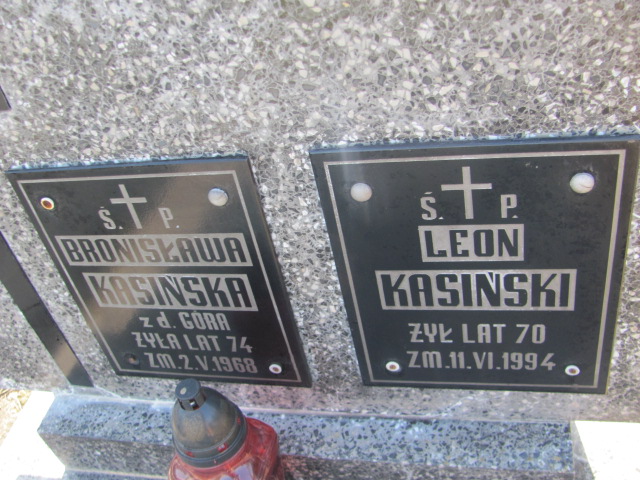 Ś. P.
BRONISŁAWA
KASIŃSKA
z d. GÓRA
ŻYŁA LAT 74
ZM. 2.V.1968
Ś. P.
LEON
KASIŃSKI
ŻYŁ LAT 70
ZM. 11.VI.1994